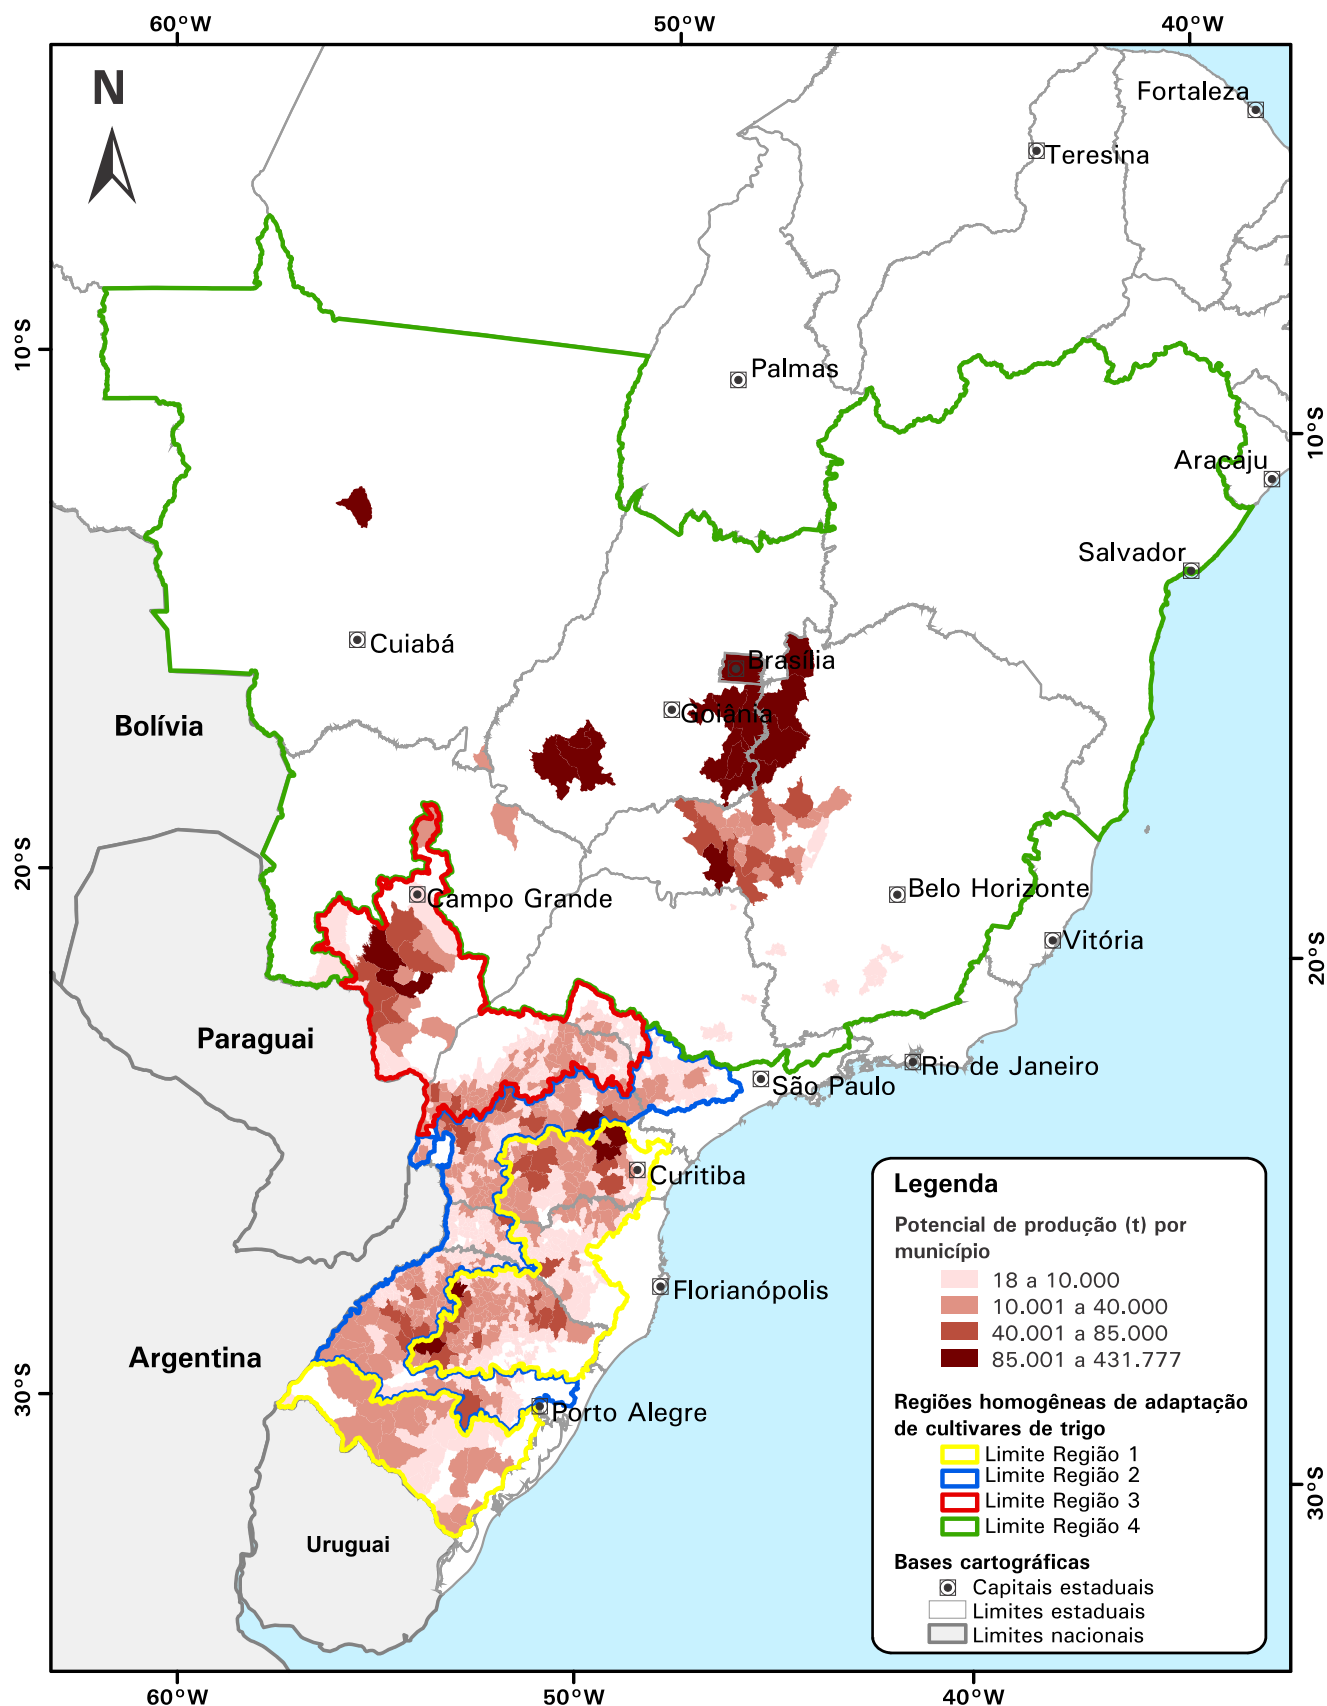 60°W
50°W
40°W
N
Fortaleza
Teresina
10°S
Palmas
10°S
Aracaju
Salvador
Cuiabá
Brasília
Bolívia
Goiânia
20°S
Campo Grande
Belo Horizonte
Vitória
20°S
Paraguai
Rio de Janeiro
São Paulo
Curitiba
Florianópolis
Argentina
30°S
Porto Alegre
30°S
Uruguai
Legenda
Potencial de produção (t) por
município
18 a 10.000
10.001 a 40.000
40.001 a 85.000
85.001 a 431.777
Regiões homogêneas de adaptação
de cultivares de trigo
Limite Região 1
Limite Região 2
Limite Região 3
Limite Região 4
Bases cartográficas
Capitais estaduais
Limites estaduais
Limites nacionais
60°W
50°W
40°W